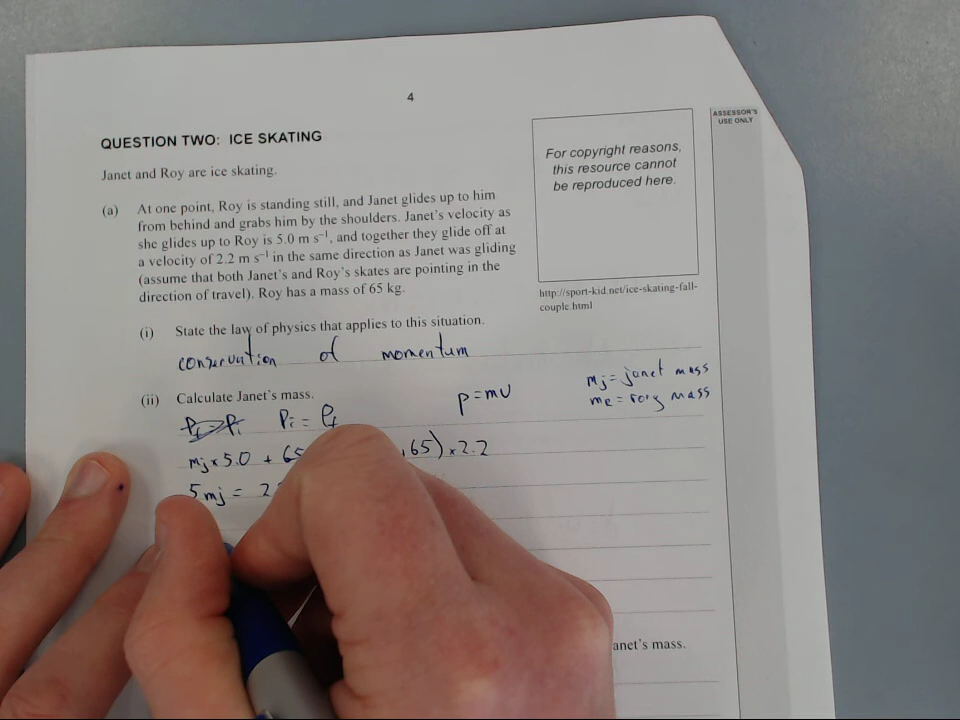 4
ASSESSOR'S
USE ONLY
QUESTION TWO: ICE SKATING
Janet and Roy are ice skating.
For copyright reasons,
this resource cannot
be reproduced here.
(a) At one point, Roy is standing still, and Janet glides up to him
from behind and grabs him by the shoulders. Janet's velocity as
she glides up to Roy is 5.0 m s⁻¹, and together they glide off at
a velocity of 2.2 m s⁻¹ in the same direction as Janet was gliding
(assume that both Janet's and Roy's skates are pointing in the
direction of travel). Roy has a mass of 65 kg.
http://sport-kid.net/ice-skating-fall-
couple.html
(i) State the law of physics that applies to this situation.
conservation of momentum
(ii) Calculate Janet's mass.
Pi = Pf
p = mv
mj = janet mass
mR = rory mass
mj x 5.0 + 65
65) x 2.2
5mj = 2
anet's mass.